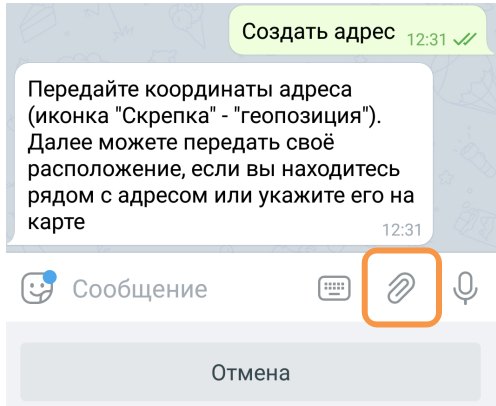 Создать адрес 12:31
Передайте координаты адреса
(иконка "Скрепка" - "геопозиция").
Далее можете передать своё
расположение, если вы находитесь
рядом с адресом или укажите его на
карте
12:31
Сообщение
Отмена